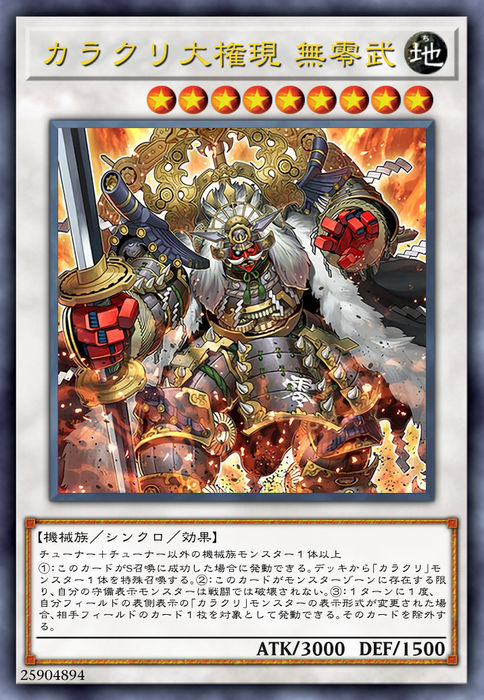 カラクリ大権現 無零武
地
ち
零
【機械族／シンクロ／効果】
チューナー＋チューナー以外の機械族モンスター１体以上
①：このカードがS召喚に成功した場合に発動できる。デッキから「カラクリ」モ
ンスター１体を特殊召喚する。②：このカードがモンスターゾーンに存在する限
り、自分の守備表示モンスターは戦闘では破壊されない。③：１ターンに１度、
自分フィールドの表側表示の「カラクリ」モンスターの表示形式が変更された場
合、相手フィールドのカード１枚を対象として発動できる。そのカードを除外す
る。
ATK/3000 DEF/1500
25904894